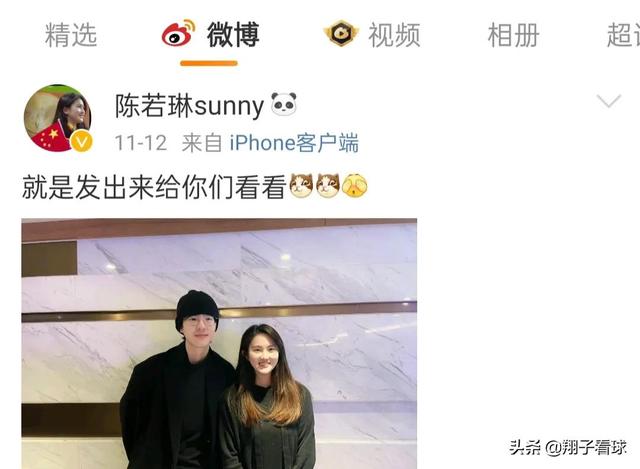 精选 微博 视频 相册 超
陈若琳sunny
11-12 来自 iPhone客户端
就是发出来给你们看看
头条 @翔子看球